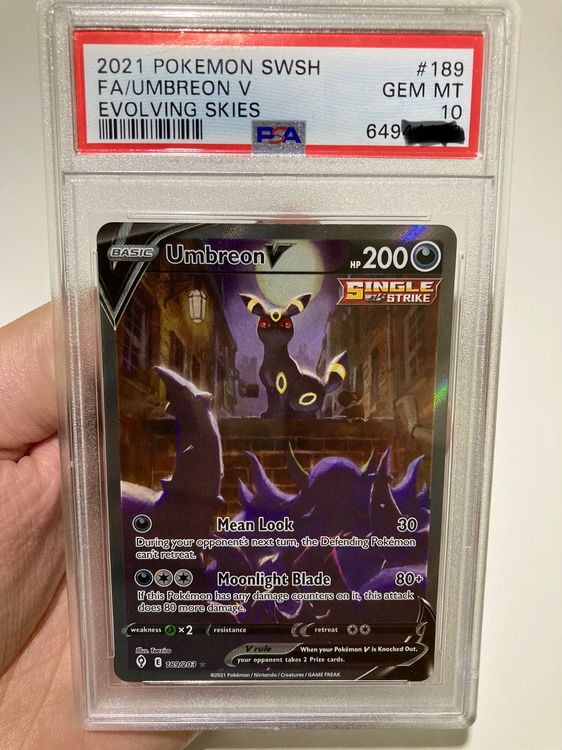 2021 POKEMON SWSH #189
FA/UMBREON V GEM MT
EVOLVING SKIES 10
PSA 649
BASIC Umbreon V HP 200
SINGLE
STRIKE
Mean Look 30
During your opponent's next turn, the Defending Pokémon
can't retreat.
Moonlight Blade 80+
If this Pokémon has any damage counters on it, this attack
does 80 more damage.
weakness ×2 resistance retreat
Illus. Teeziro
E 189/203
V rule When your Pokémon V is Knocked Out,
your opponent takes 2 Prize cards.
©2021 Pokémon / Nintendo / Creatures / GAME FREAK